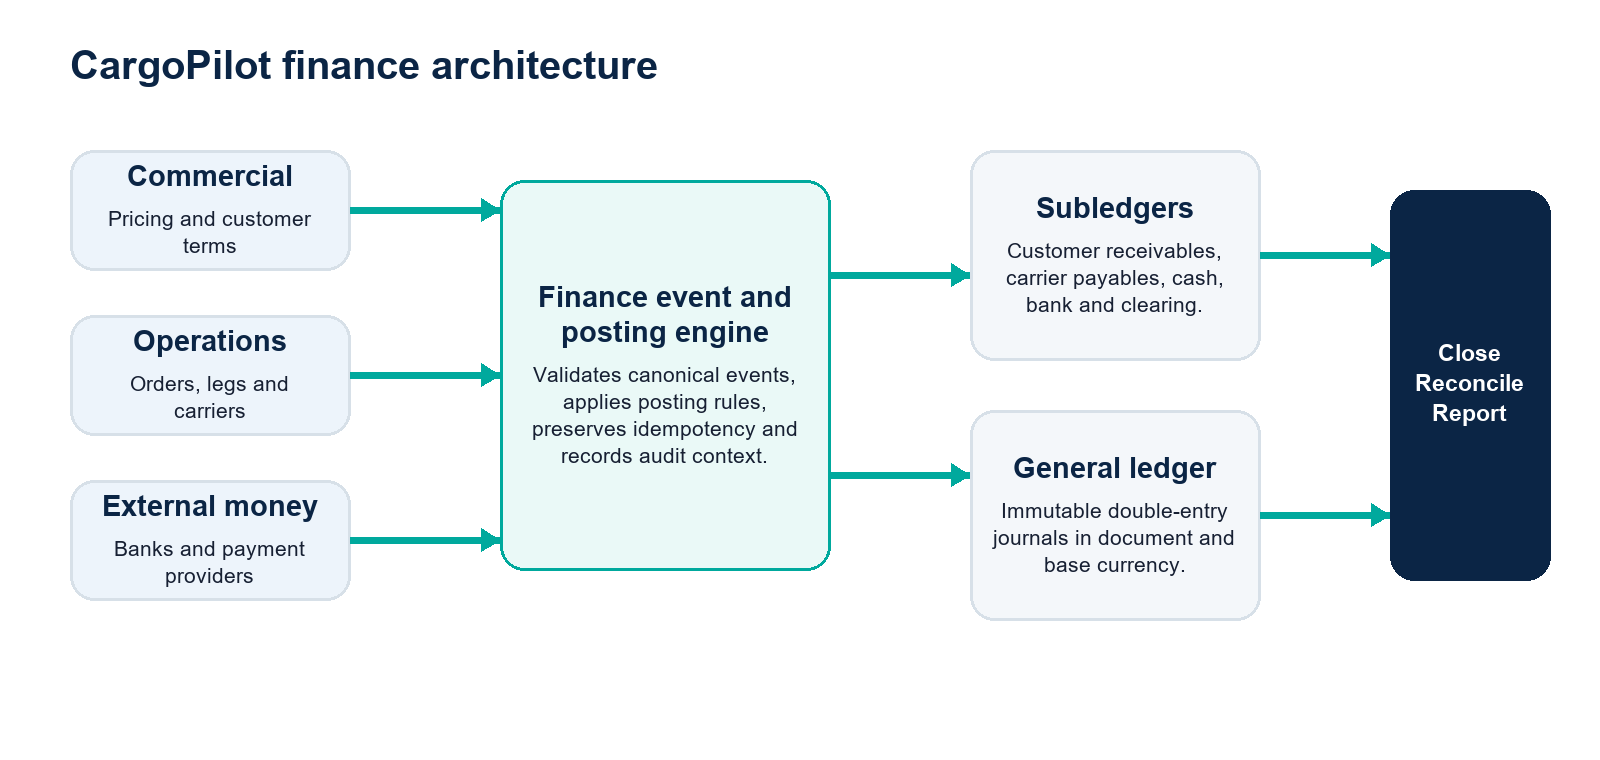 CargoPilot finance architecture
Commercial
Pricing and customer
terms
Operations
Orders, legs and
carriers
External money
Banks and payment
providers
Finance event and
posting engine
Validates canonical events,
applies posting rules,
preserves idempotency and
records audit context.
Subledgers
Customer receivables,
carrier payables, cash,
bank and clearing.
General ledger
Immutable double-entry
journals in document and
base currency.
Close
Reconcile
Report